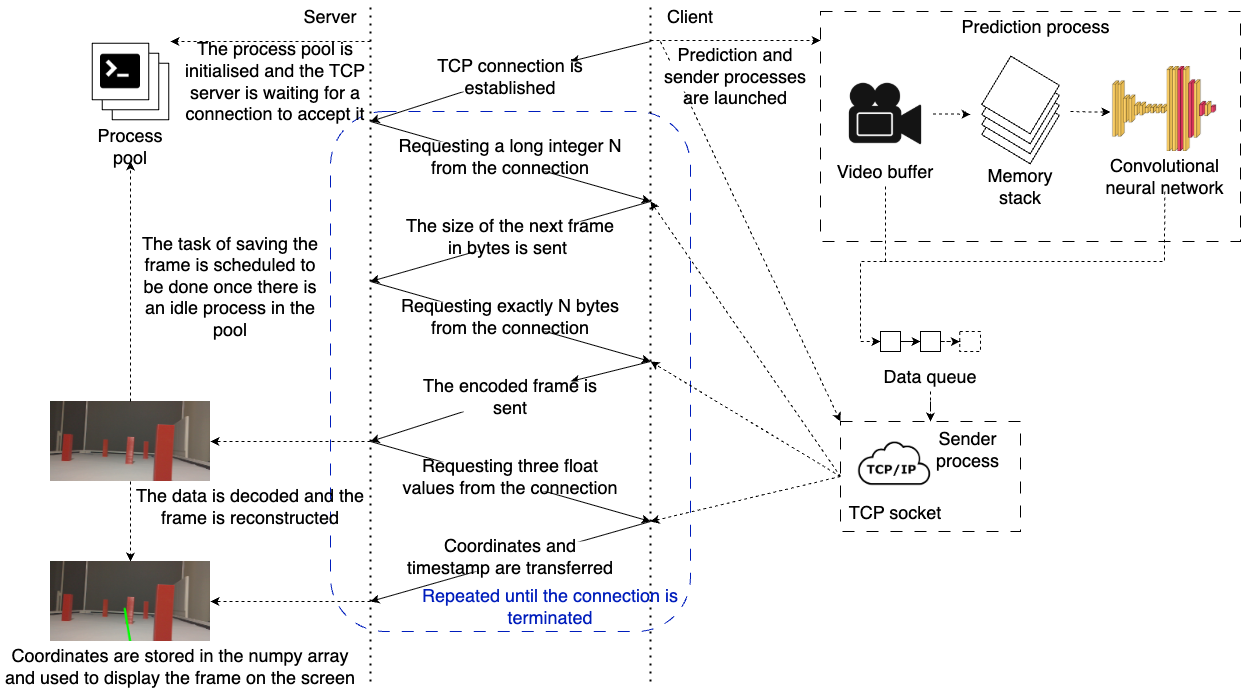 Server
Client
Prediction process
The process pool is
initialised and the TCP
server is waiting for a
connection to accept it
Process
pool
TCP connection is
established
Prediction and
sender processes
are launched
Video buffer
Memory
stack
Convolutional
neural network
Requesting a long integer N
from the connection
The size of the next frame
in bytes is sent
The task of saving the
frame is scheduled to
be done once there is
an idle process in the
pool
Requesting exactly N bytes
from the connection
Data queue
The encoded frame is
sent
Sender
process
TCP/IP
TCP socket
Requesting three float
values from the connection
The data is decoded and the
frame is reconstructed
Coordinates and
timestamp are transferred
Repeated until the connection is
terminated
Coordinates are stored in the numpy array
and used to display the frame on the screen